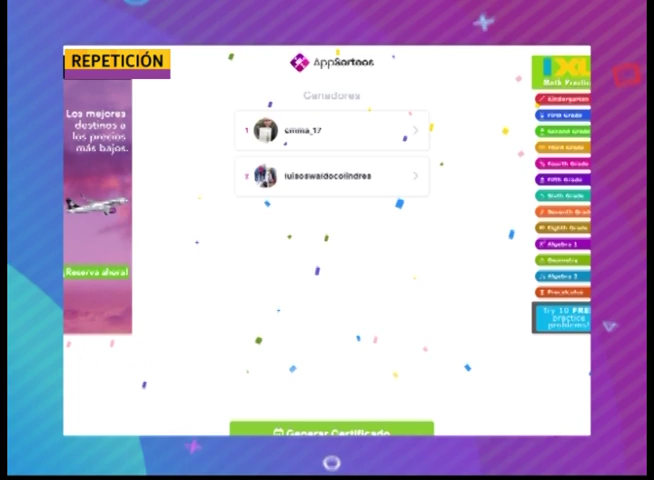 REPETICIÓN
AppSorteos
Ganadores
Los mejores
destinos a
los precios
más bajos.
¡Reserva ahora!
1 emma_17
2 luisoswaldocolindres
IXL
Math Practice
Kindergarten
First Grade
Second Grade
Third Grade
Fourth Grade
Fifth Grade
Sixth Grade
Seventh Grade
Eighth Grade
Algebra 1
Geometry
Algebra 2
Precalculus
Try 10 FREE
practice
problems!
Generar Certificado